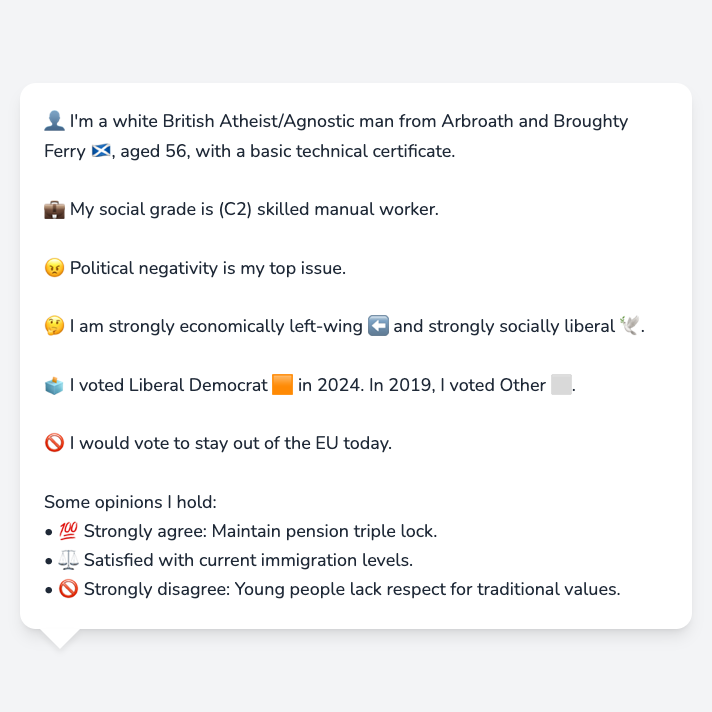 👤 I'm a white British Atheist/Agnostic man from Arbroath and Broughty
Ferry 🏴󠁧󠁢󠁳󠁣󠁴󠁿, aged 56, with a basic technical certificate.
💼 My social grade is (C2) skilled manual worker.
😠 Political negativity is my top issue.
🤔 I am strongly economically left-wing ⬅️ and strongly socially liberal 🕊️.
🗳️ I voted Liberal Democrat 🟧 in 2024. In 2019, I voted Other ⬜.
🚫 I would vote to stay out of the EU today.
Some opinions I hold:
• 💯 Strongly agree: Maintain pension triple lock.
• ⚖️ Satisfied with current immigration levels.
• 🚫 Strongly disagree: Young people lack respect for traditional values.